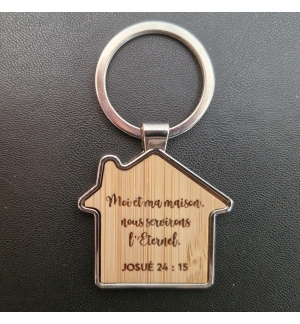 Moi et ma maison,
nous servirons
l'Eternel.
JOSUÉ 24 : 15